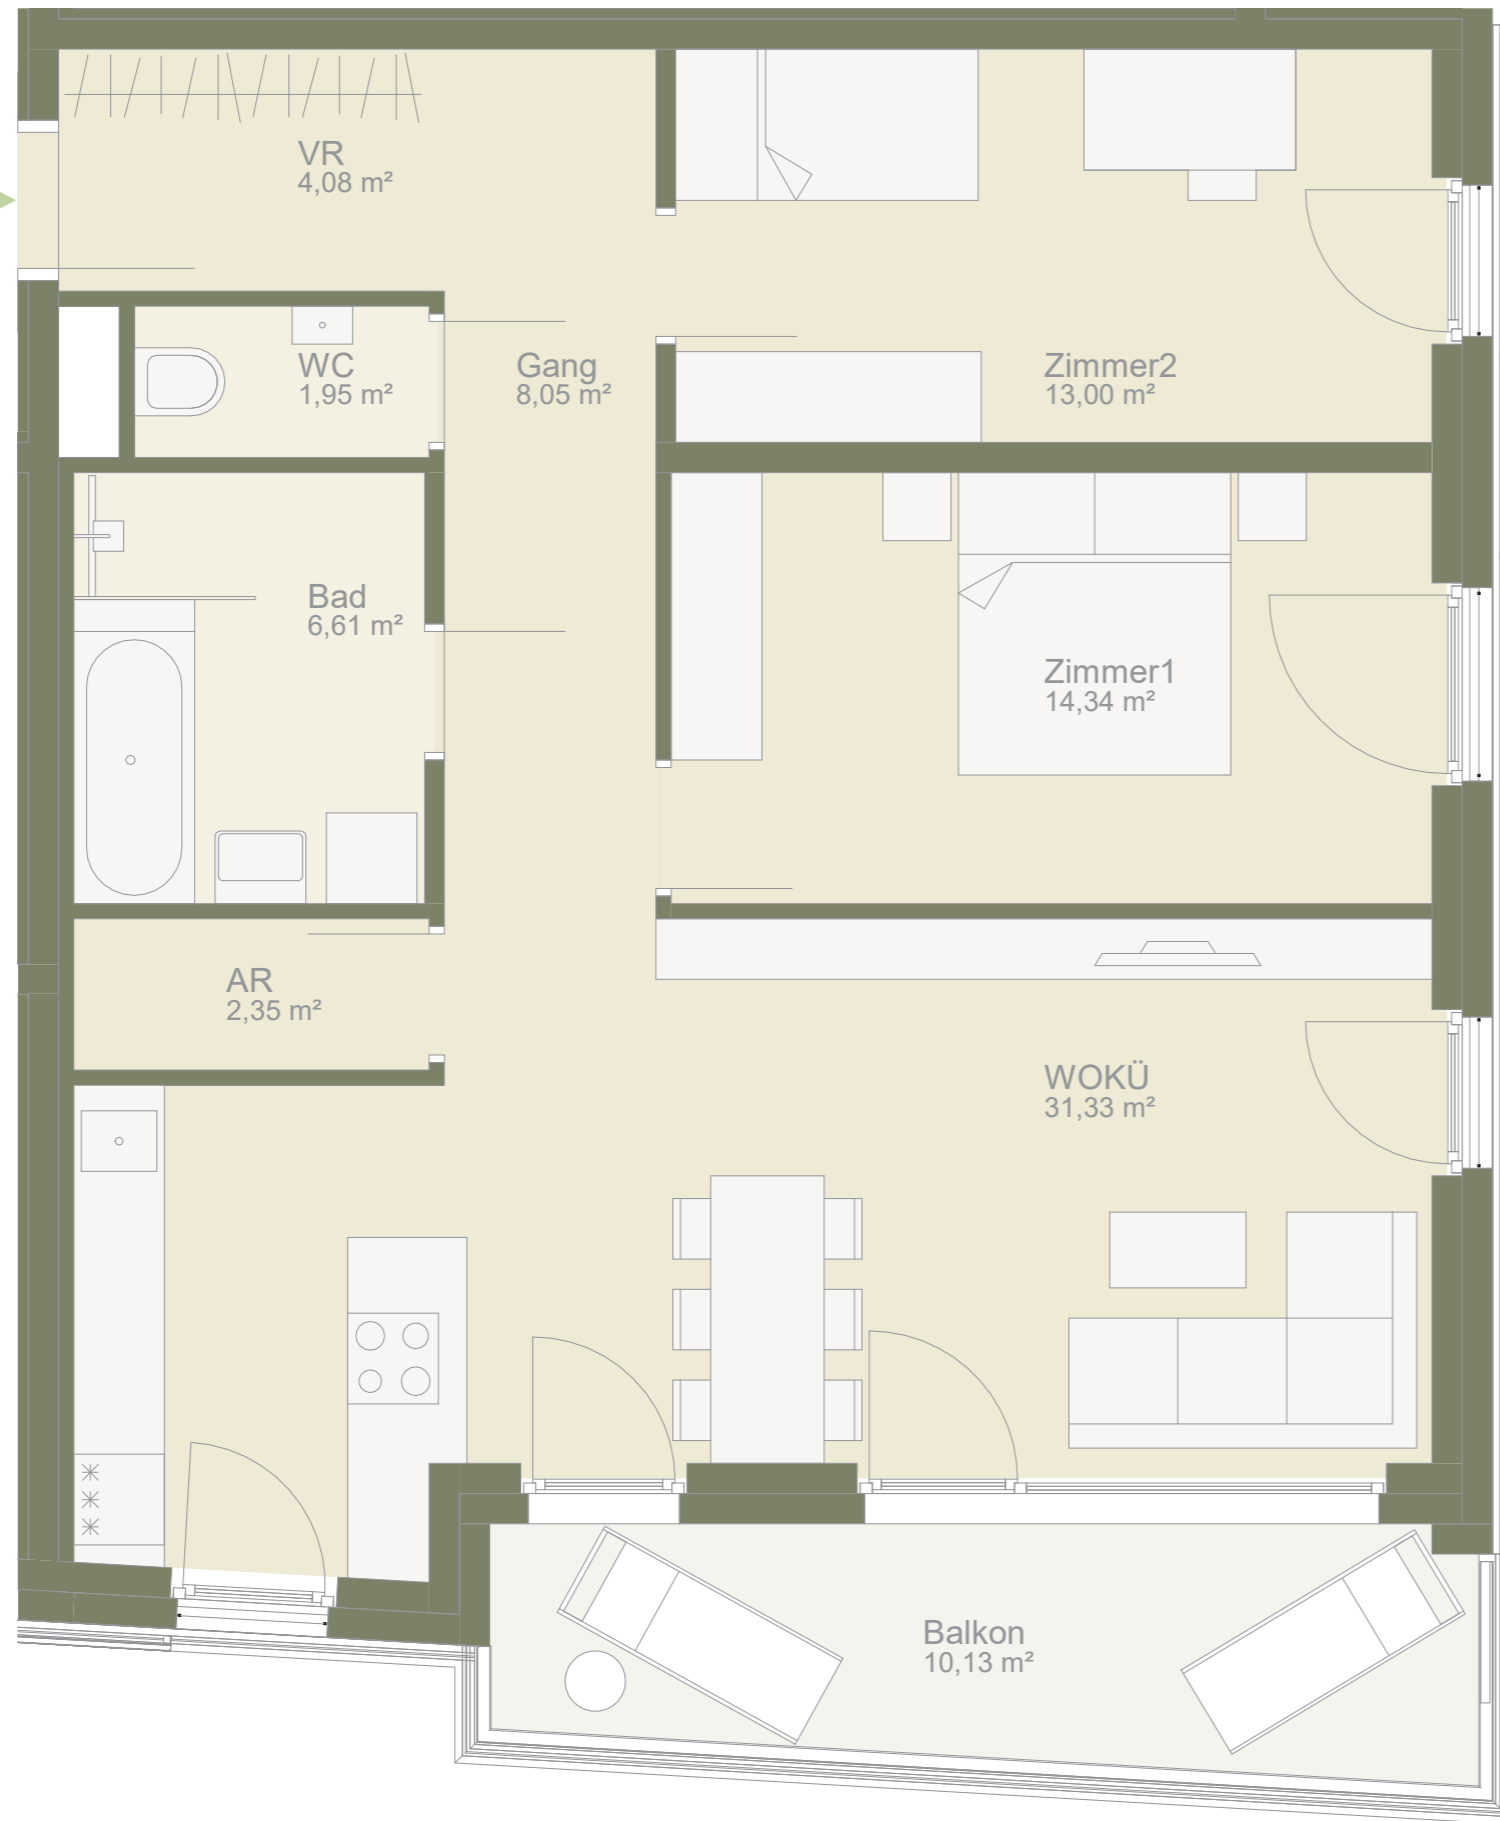 VR
4,08 m²
WC
1,95 m²
Gang
8,05 m²
Zimmer2
13,00 m²
Bad
6,61 m²
Zimmer1
14,34 m²
AR
2,35 m²
WOKÜ
31,33 m²
Balkon
10,13 m²